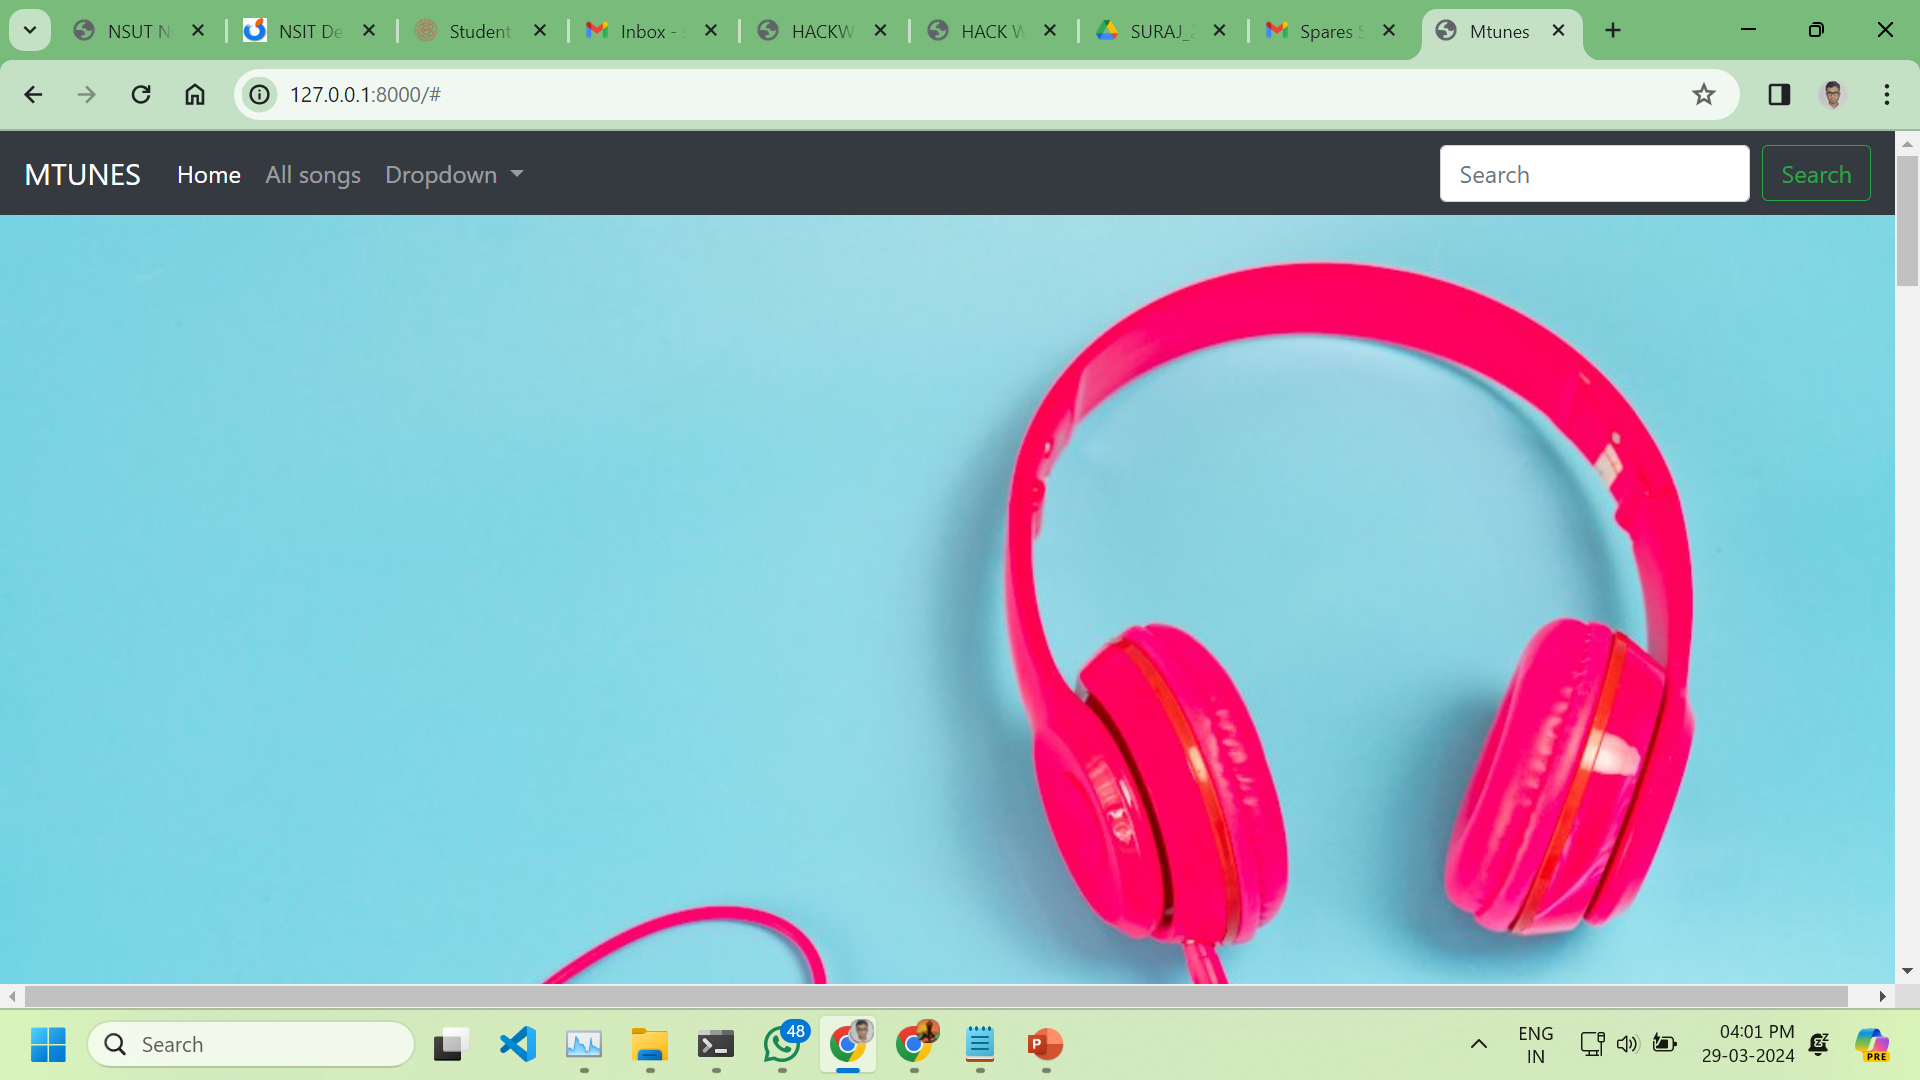 NSUT N
NSIT De
Student
Inbox -
HACKW
HACK W
SURAJ_
Spares S
Mtunes
127.0.0.1:8000/#
MTUNES Home All songs Dropdown
Search
Search
Search
48
ENG
IN
04:01 PM
29-03-2024
PRE